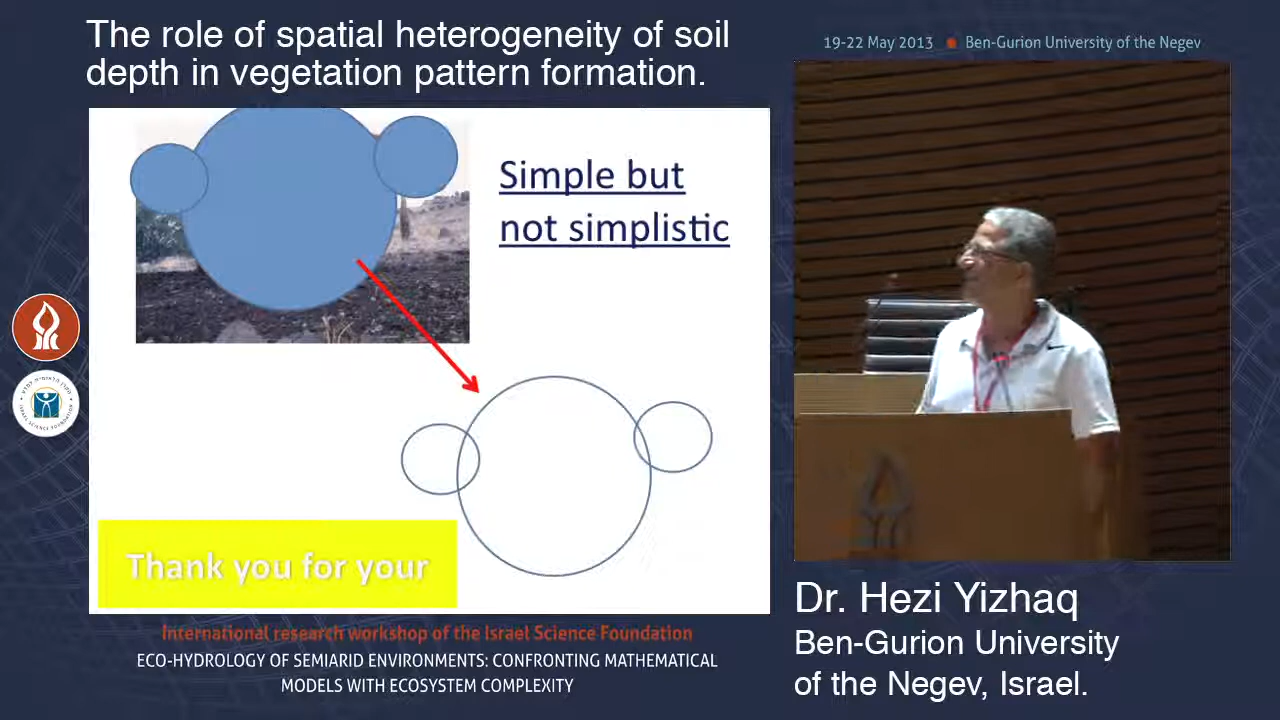 The role of spatial heterogeneity of soil
depth in vegetation pattern formation.
19-22 May 2013 Ben-Gurion University of the Negev
Simple but
not simplistic
Thank you for your
International research workshop of the Israel Science Foundation
ECO-HYDROLOGY OF SEMIARID ENVIRONMENTS: CONFRONTING MATHEMATICAL
MODELS WITH ECOSYSTEM COMPLEXITY
Dr. Hezi Yizhaq
Ben-Gurion University
of the Negev, Israel.